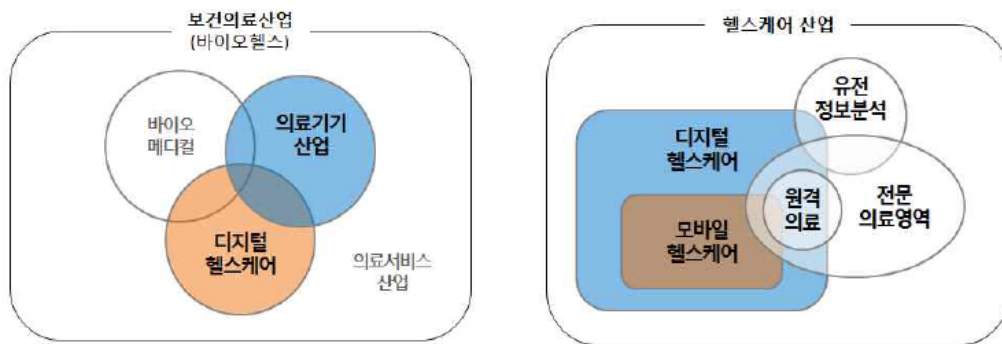 보건의료산업
(바이오헬스)
바이오
메디컬
의료기기
산업
디지털
헬스케어
의료서비스
산업
헬스케어 산업
유전
정보분석
디지털
헬스케어
원격
의료
전문
의료영역
모바일
헬스케어